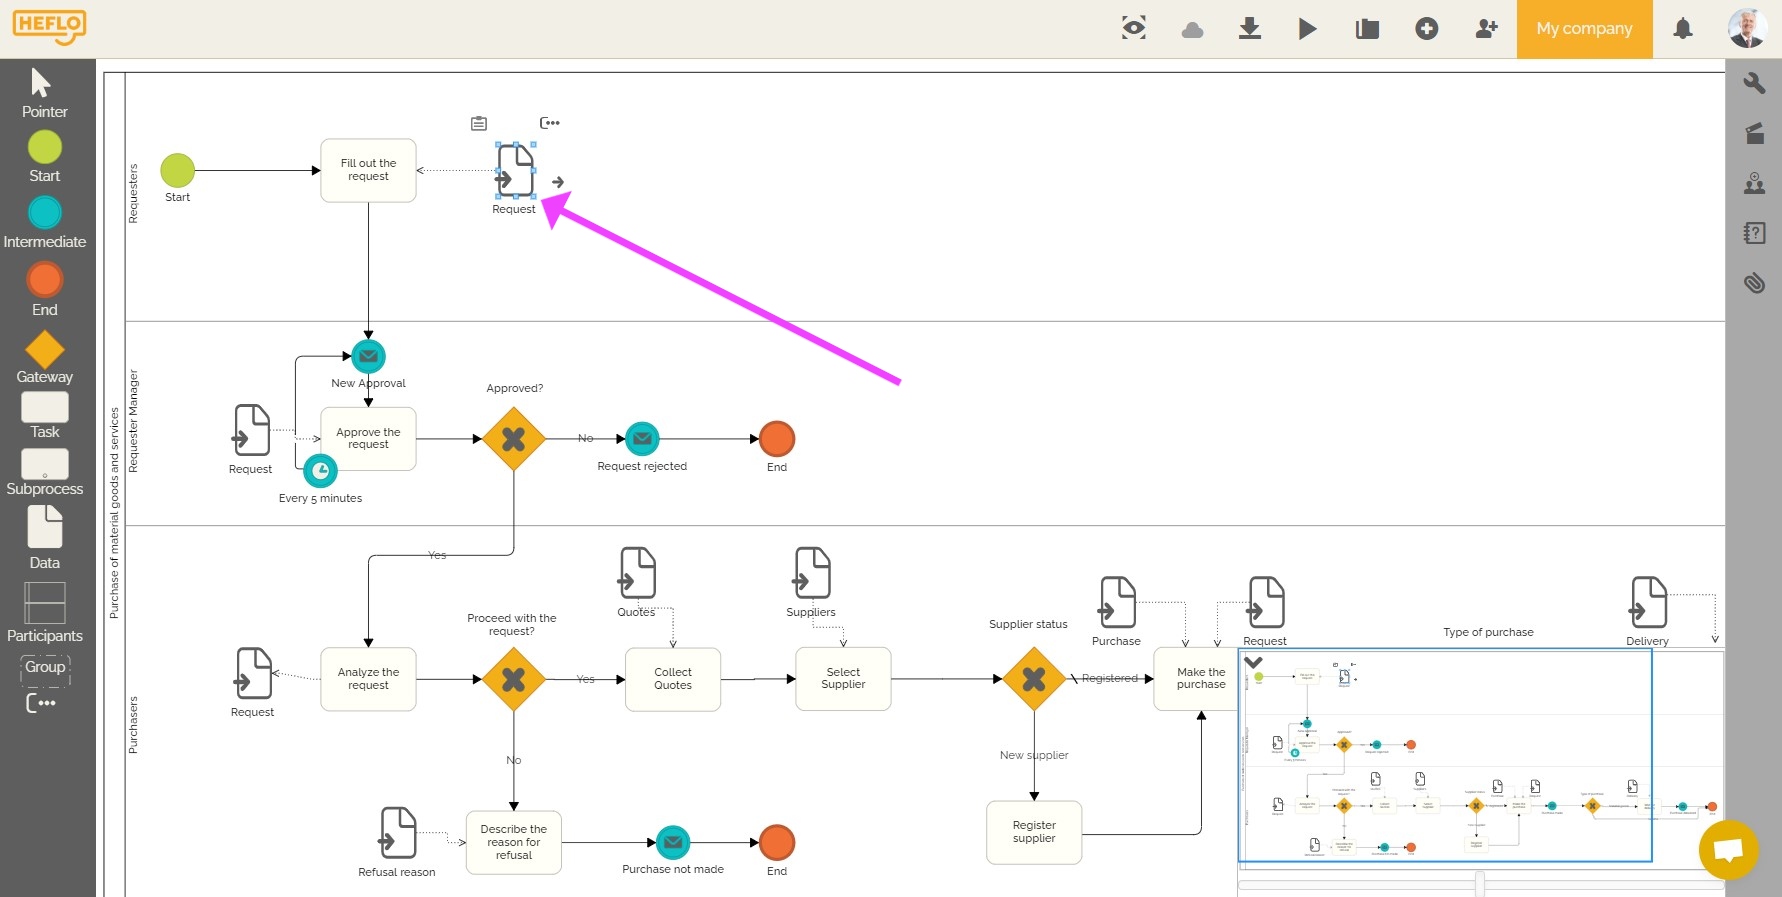 HEFLO
My company
Pointer
Start
Intermediate
End
Gateway
Task
Subprocess
Data
Participants
Group
Purchase of material goods and services
Requesters
Start
Fill out the
request
Request
Requester Manager
New Approval
Approved?
Request
Approve the
request
Every 5 minutes
No
Request rejected
End
Yes
Purchasers
Request
Analyze the
request
Proceed with the
request?
Yes
Quotes
Collect
Quotes
Suppliers
Select
Supplier
Supplier status
Registered
Purchase
Request
Make the
purchase
Type of purchase
Delivery
No
New supplier
Register
supplier
Refusal reason
Describe the
reason for
refusal
Purchase not made
End